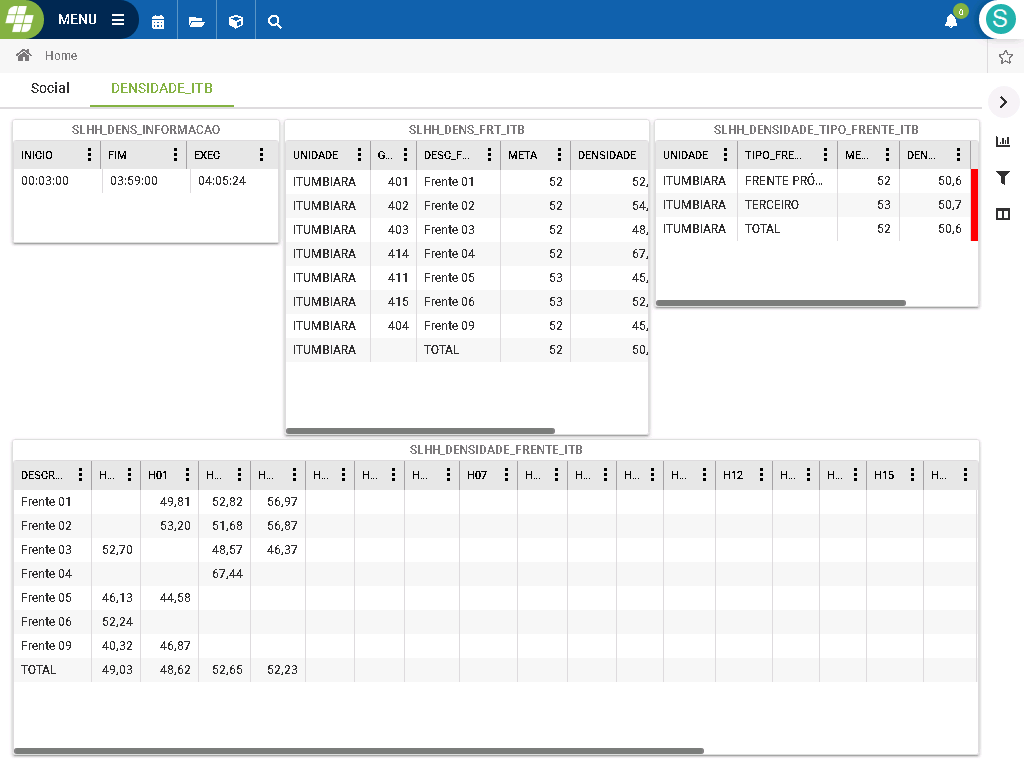 MENU
0
S
Home
Social DENSIDADE_ITB
SLHH_DENS_INFORMACAO
INICIO FIM EXEC
00:03:00 03:59:00 04:05:24
SLHH_DENS_FRT_ITB
UNIDADE G... DESC_F... META DENSIDADE
ITUMBIARA 401 Frente 01 52 52,
ITUMBIARA 402 Frente 02 52 54,
ITUMBIARA 403 Frente 03 52 48,
ITUMBIARA 414 Frente 04 52 67,
ITUMBIARA 411 Frente 05 53 45,
ITUMBIARA 415 Frente 06 53 52,
ITUMBIARA 404 Frente 09 52 45,
ITUMBIARA TOTAL 52 50,
SLHH_DENSIDADE_TIPO_FRENTE_ITB
UNIDADE TIPO_FRE... ME... DEN...
ITUMBIARA FRENTE PRÓ... 52 50,6
ITUMBIARA TERCEIRO 53 50,7
ITUMBIARA TOTAL 52 50,6
SLHH_DENSIDADE_FRENTE_ITB
DESCR... H... H01 H... H... H... H... H... H07 H... H... H... H... H12 H... H... H15 H...
Frente 01 49,81 52,82 56,97
Frente 02 53,20 51,68 56,87
Frente 03 52,70 48,57 46,37
Frente 04 67,44
Frente 05 46,13 44,58
Frente 06 52,24
Frente 09 40,32 46,87
TOTAL 49,03 48,62 52,65 52,23